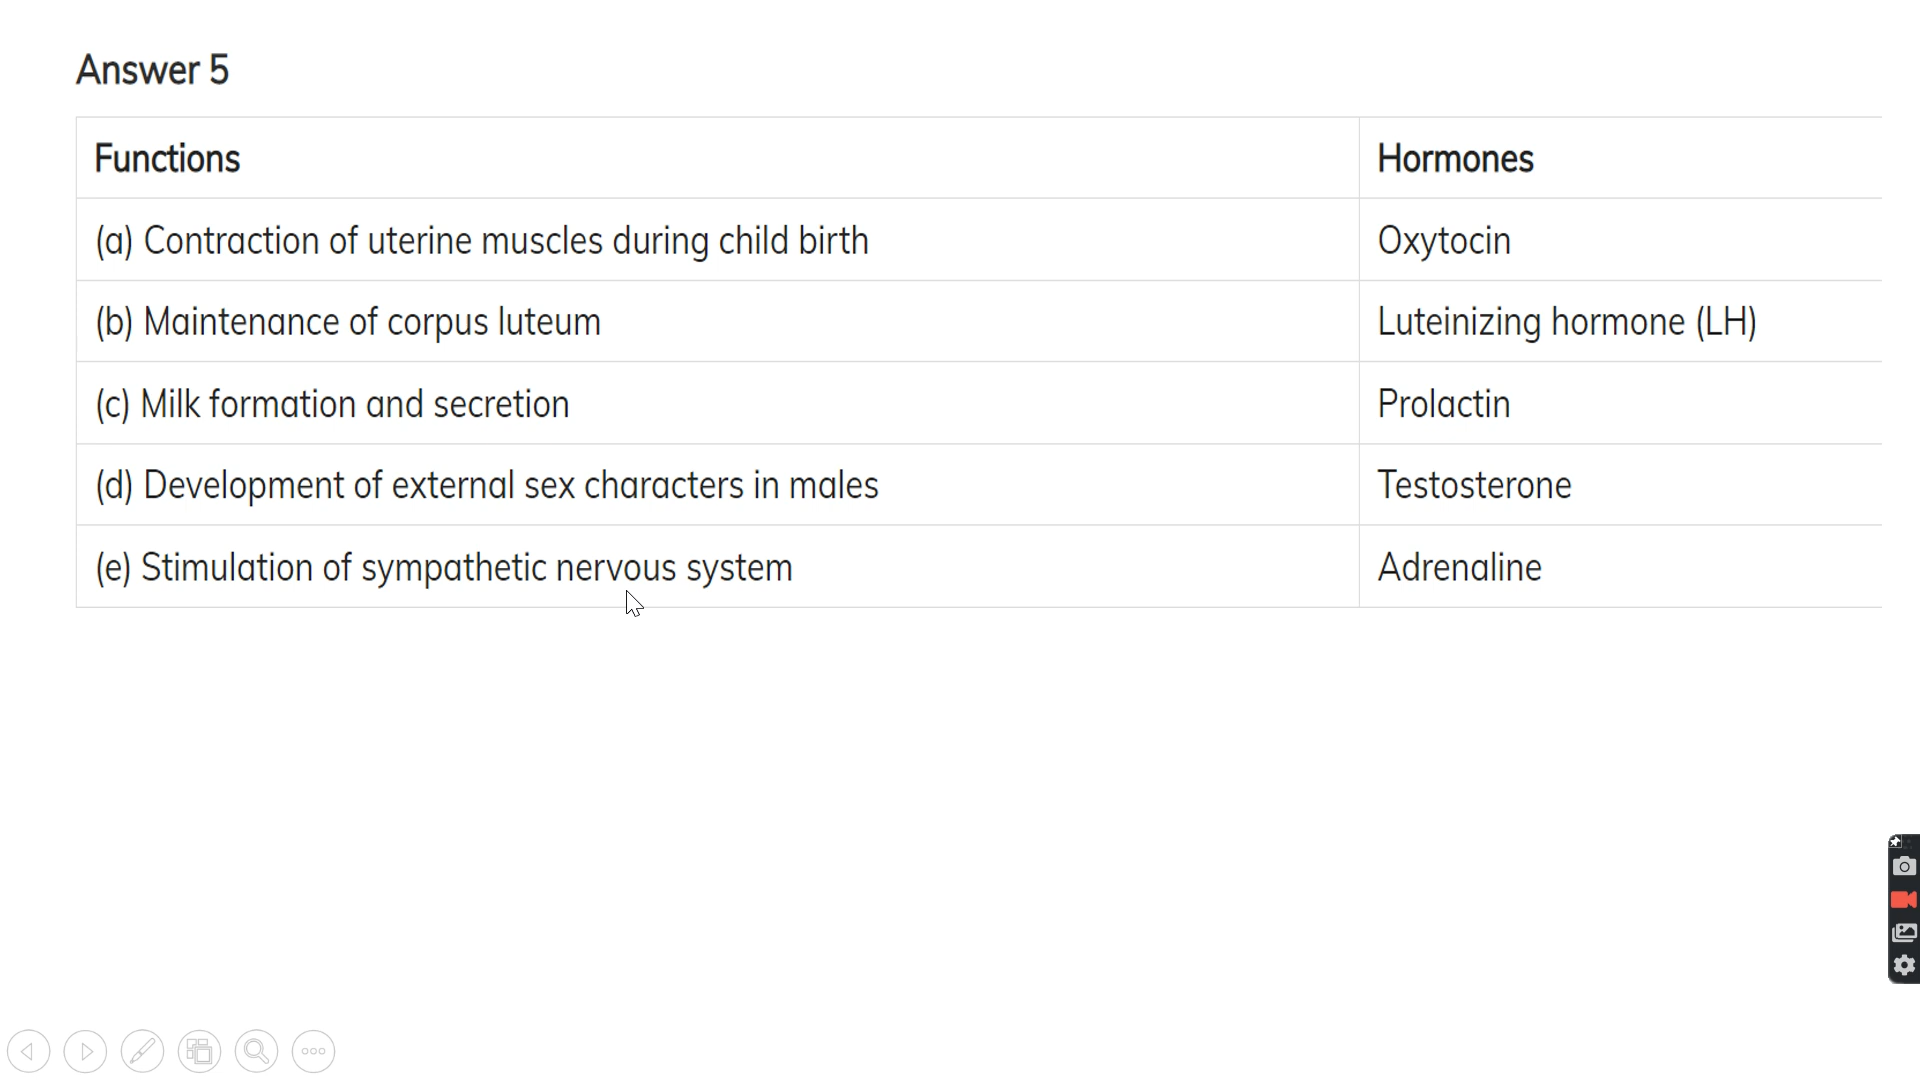 Answer 5
Functions Hormones
(a) Contraction of uterine muscles during child birth Oxytocin
(b) Maintenance of corpus luteum Luteinizing hormone (LH)
(c) Milk formation and secretion Prolactin
(d) Development of external sex characters in males Testosterone
(e) Stimulation of sympathetic nervous system Adrenaline